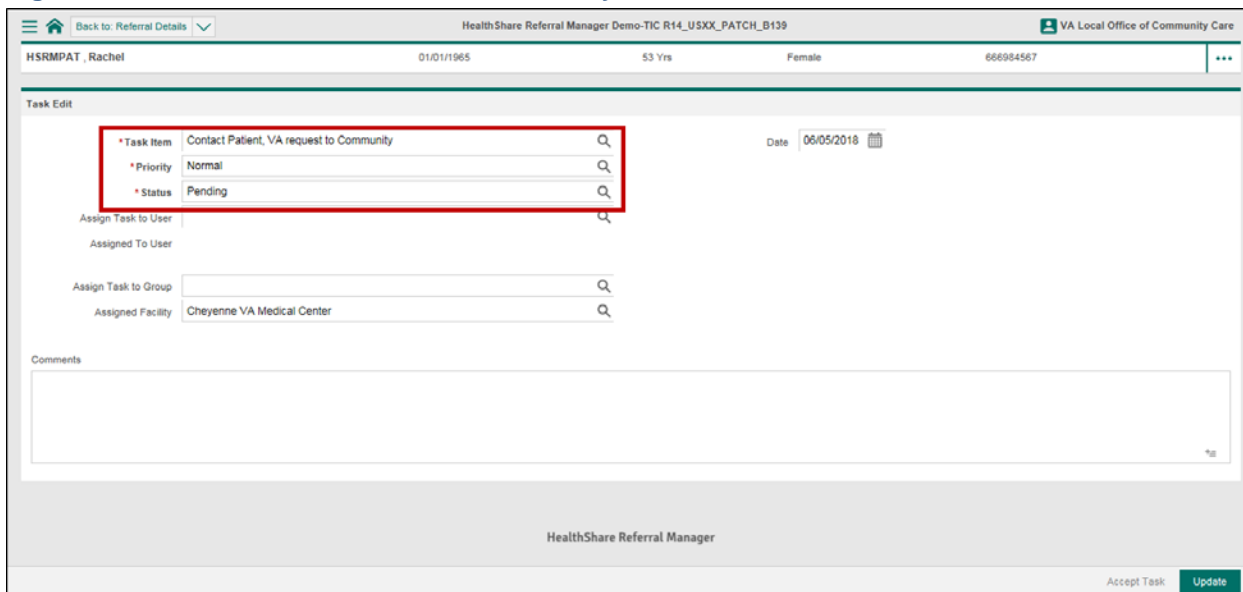 Back to: Referral Details HealthShare Referral Manager Demo-TIC R14_USXX_PATCH_B139 VA Local Office of Community Care
HSRMPAT , Rachel 01/01/1965 53 Yrs Female 666984567
Task Edit
*Task Item Contact Patient, VA request to Community Date 06/05/2018
*Priority Normal
*Status Pending
Assign Task to User
Assigned To User
Assign Task to Group
Assigned Facility Cheyenne VA Medical Center
Comments
HealthShare Referral Manager
Accept Task Update